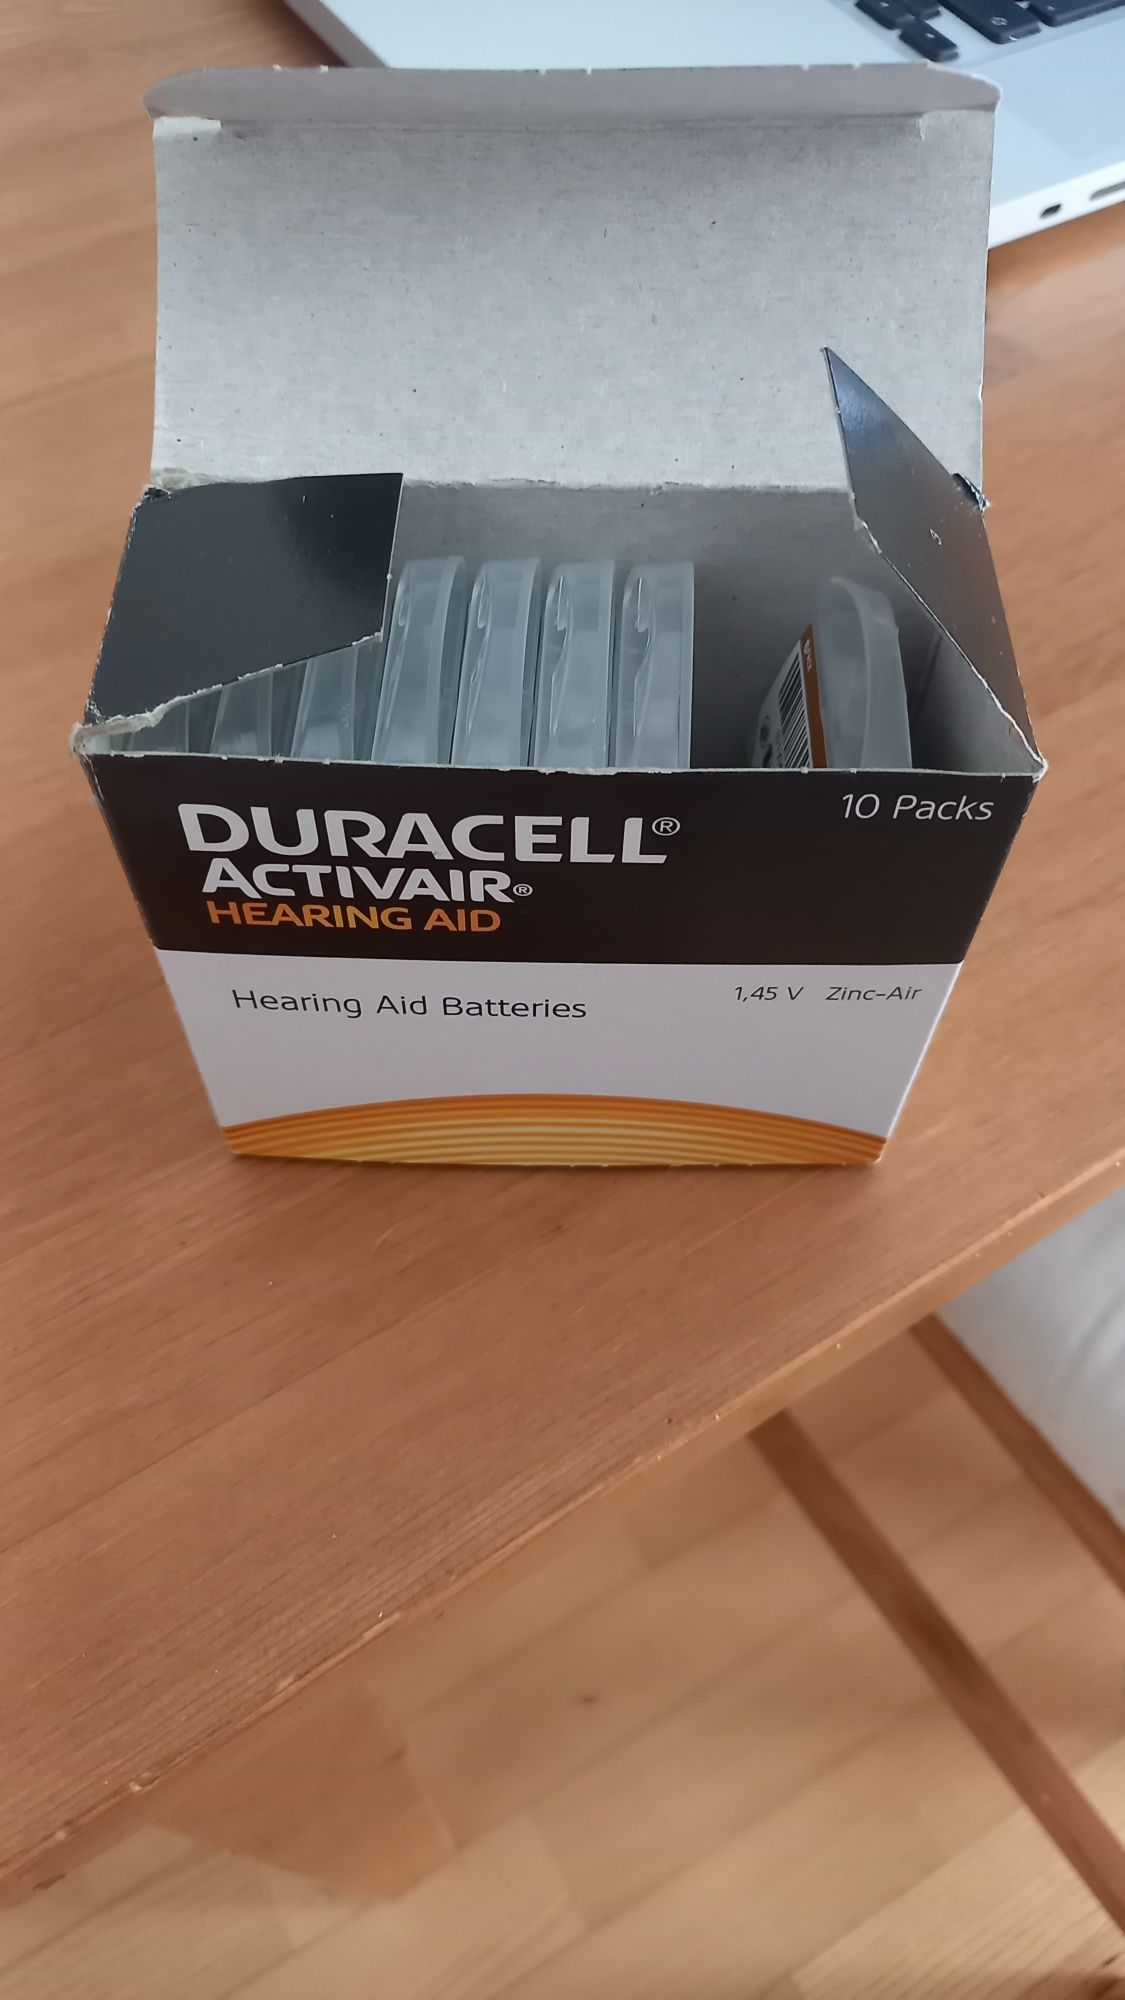 DURACELL®
ACTIVAIR®
HEARING AID
10 Packs
Hearing Aid Batteries
1,45 V Zinc-Air